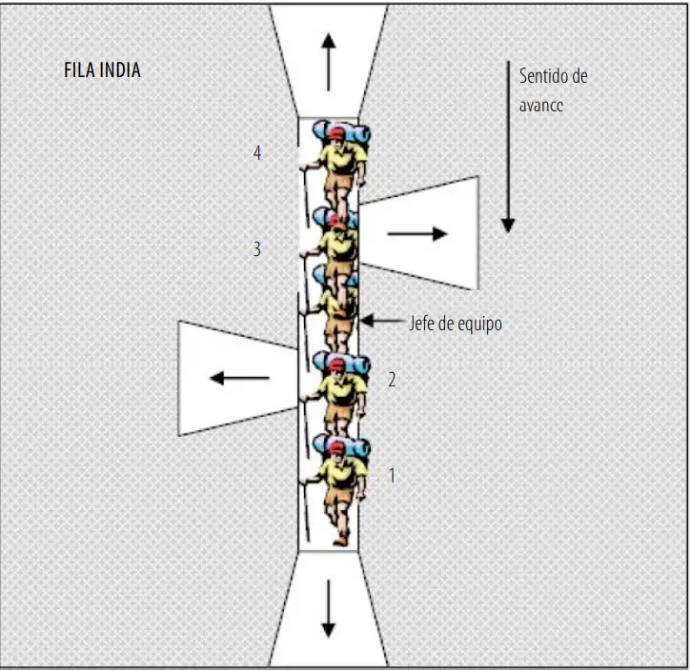 FILA INDIA
Sentido de
avance
4
3
Jefe de equipo
2
1